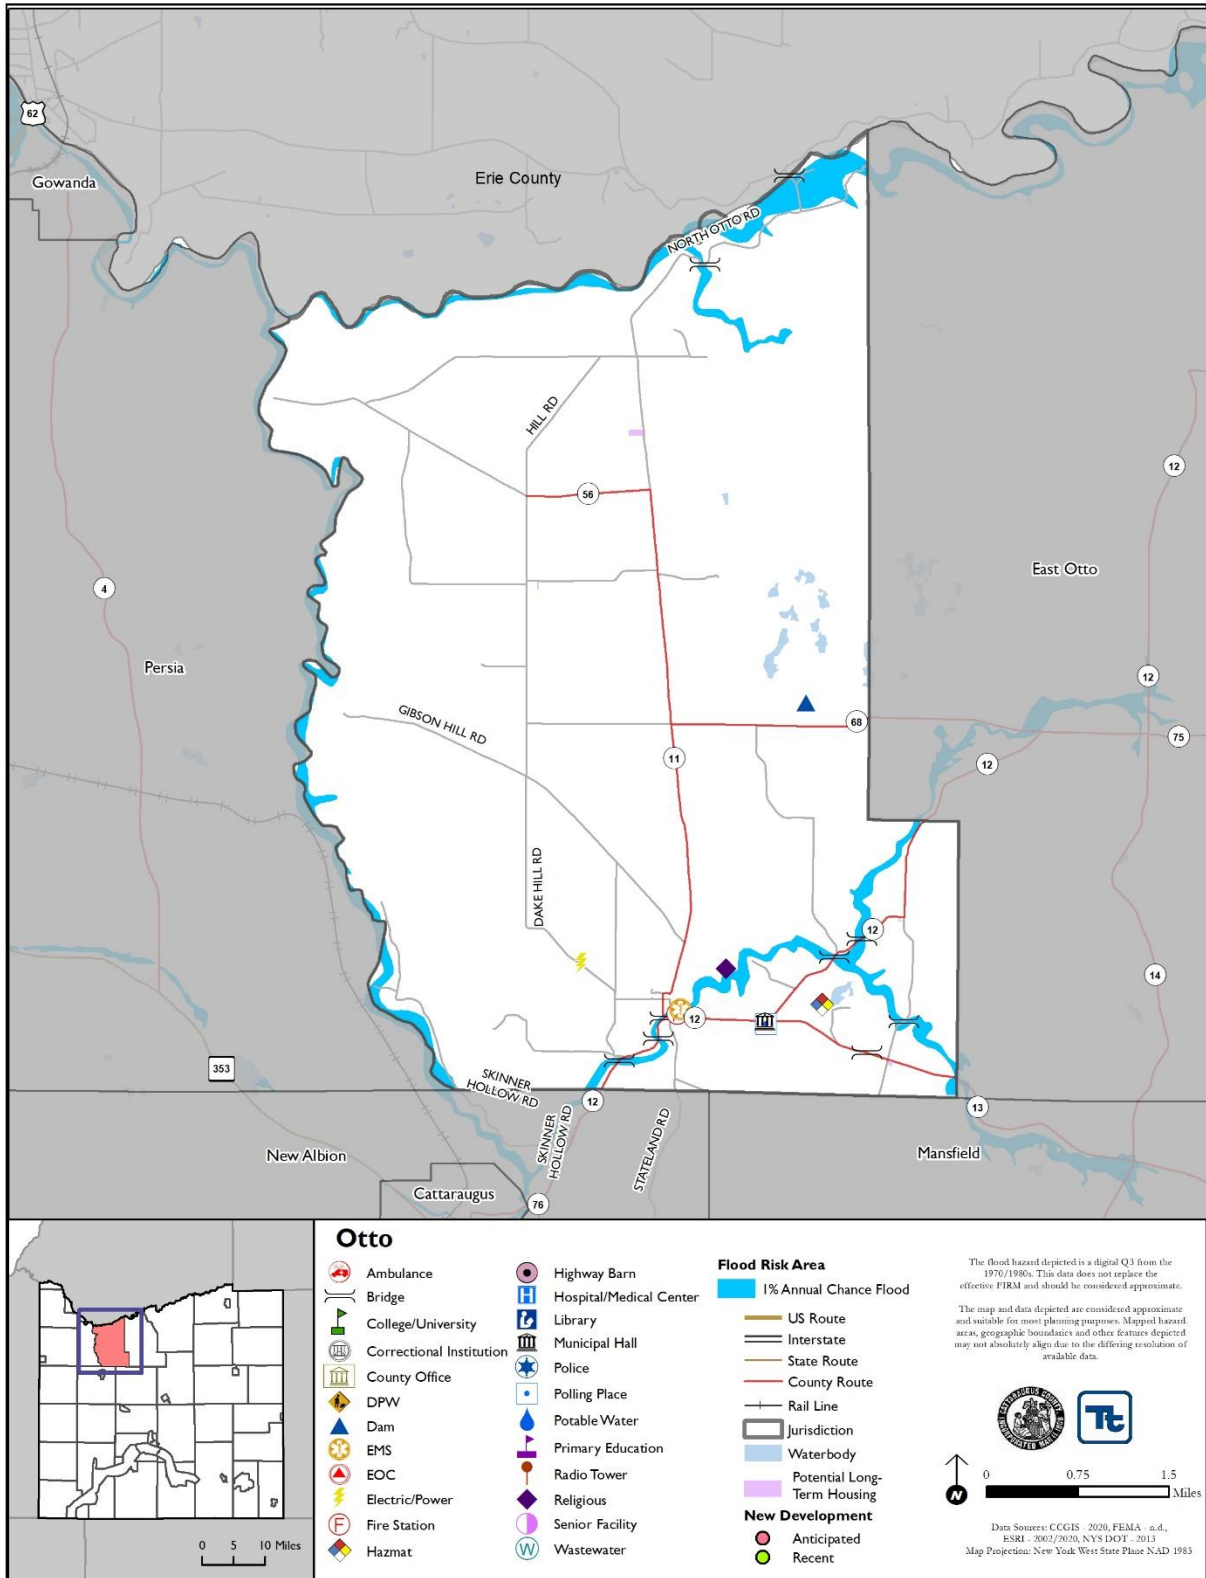 62
Gowanda
Erie County
NORTH OTTO RD
HILL RD
12
56
4
East Otto
Persia
12
GIBSON HILL RD
68
75
11
12
DAKE HILL RD
12
14
12
353
SKINNER
HOLLOW RD
12
13
SKINNER
HOLLOW RD
STATELAND RD
New Albion
Mansfield
Cattaraugus
76
Otto
Ambulance
Bridge
College/University
Correctional Institution
County Office
DPW
Dam
EMS
EOC
Electric/Power
F Fire Station
Hazmat
Highway Barn
H Hospital/Medical Center
Library
Municipal Hall
Police
Polling Place
Potable Water
Primary Education
Radio Tower
Religious
Senior Facility
W Wastewater
Flood Risk Area
1% Annual Chance Flood
US Route
Interstate
State Route
County Route
Rail Line
Jurisdiction
Waterbody
Potential Long-
Term Housing
New Development
Anticipated
Recent
The flood hazard depicted is a digital Q3 from the
1970/1980s. This data does not replace the
effective FIRM and should be considered approximate.
The map and data depicted are considered approximate
and suitable for most planning purposes. Mapped hazard
areas, geographic boundaries and other features depicted
may not absolutely align due to the differing resolution of
available data.
Tt
N
0 0.75 1.5
Miles
Data Sources: CCGIS - 2020, FEMA - n.d.,
ESRI - 2002/2020, NYS DOT - 2013
Map Projection: New York West State Plane NAD 1983
0 5 10 Miles